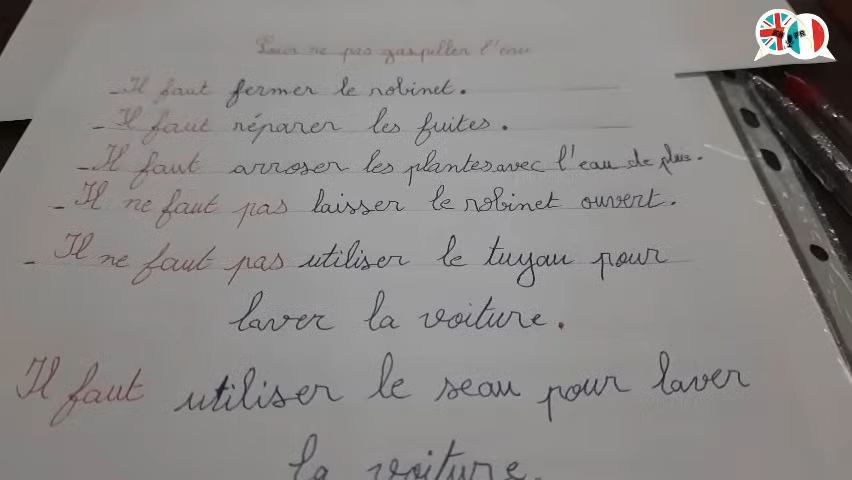 Pour ne pas gaspiller l'eau
- Il faut fermer le robinet.
- Il faut réparer les fuites.
- Il faut arroser les plantes avec l'eau de pluie.
- Il ne faut pas laisser le robinet ouvert.
- Il ne faut pas utiliser le tuyau pour
laver la voiture.
Il faut utiliser le seau pour laver
la voiture.